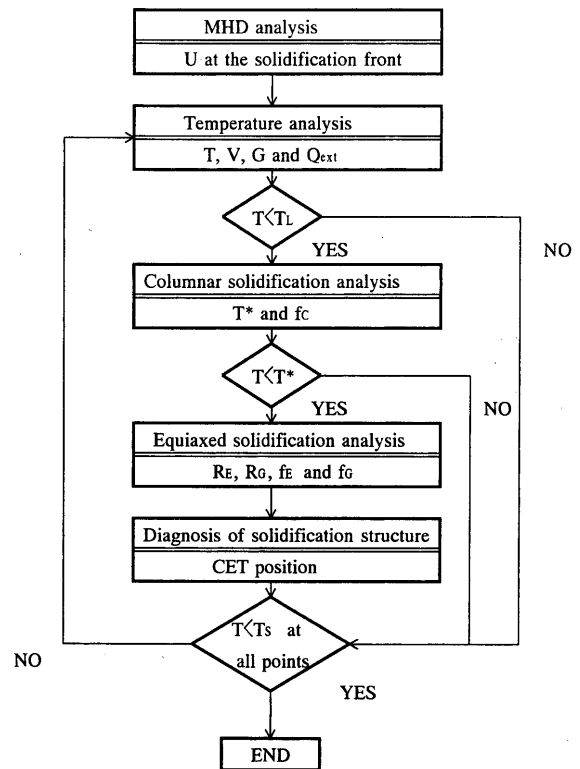 MHD analysis
U at the solidification front
Temperature analysis
T, V, G and Qext
T<TL
YES
NO
Columnar solidification analysis
T* and fC
T<T*
YES
NO
Equiaxed solidification analysis
RE, RG, fE and fG
Diagnosis of solidification structure
CET position
T<TS at
all points
NO
YES
END